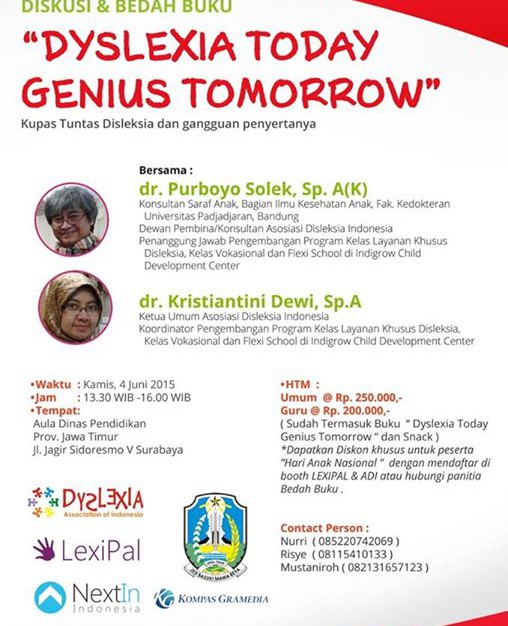 DISKUSI & BEDAH BUKU
“DYSLEXIA TODAY
GENIUS TOMORROW”
Kupas Tuntas Disleksia dan gangguan penyertanya
Bersama :
dr. Purboyo Solek, Sp. A(K)
Konsultan Saraf Anak, Bagian Ilmu Kesehatan Anak, Fak. Kedokteran
Universitas Padjadjaran, Bandung
Dewan Pembina/Konsultan Asosiasi Disleksia Indonesia
Penanggung Jawab Pengembangan Program Kelas Layanan Khusus
Disleksia, Kelas Vokasional dan Flexi School di Indigrow Child
Development Center
dr. Kristiantini Dewi, Sp.A
Ketua Umum Asosiasi Disleksia Indonesia
Koordinator Pengembangan Program Kelas Layanan Khusus Disleksia,
Kelas Vokasional dan Flexi School di Indigrow Child Development Center
•Waktu : Kamis, 4 Juni 2015
•Jam : 13.30 WIB -16.00 WIB
•Tempat:
Aula Dinas Pendidikan
Prov. Jawa Timur
Jl. Jagir Sidoresmo V Surabaya
•HTM :
Umum @ Rp. 250.000,-
Guru @ Rp. 200.000,-
( Sudah Termasuk Buku “ Dyslexia Today
Genius Tomorrow “ dan Snack )
*Dapatkan Diskon khusus untuk peserta
“Hari Anak Nasional ” dengan mendaftar di
booth LEXIPAL & ADI atau hubungi panitia
Bedah Buku .
Contact Person :
Nurri ( 085220742069 )
Risye ( 08115410133 )
Mustaniroh ( 082131657123 )
DYSLEXIA
Association of Indonesia
LexiPal
NextIn
Indonesia
JAWA TIMUR
JER BASUKI MAWA BEYA
KOMPAS GRAMEDIA